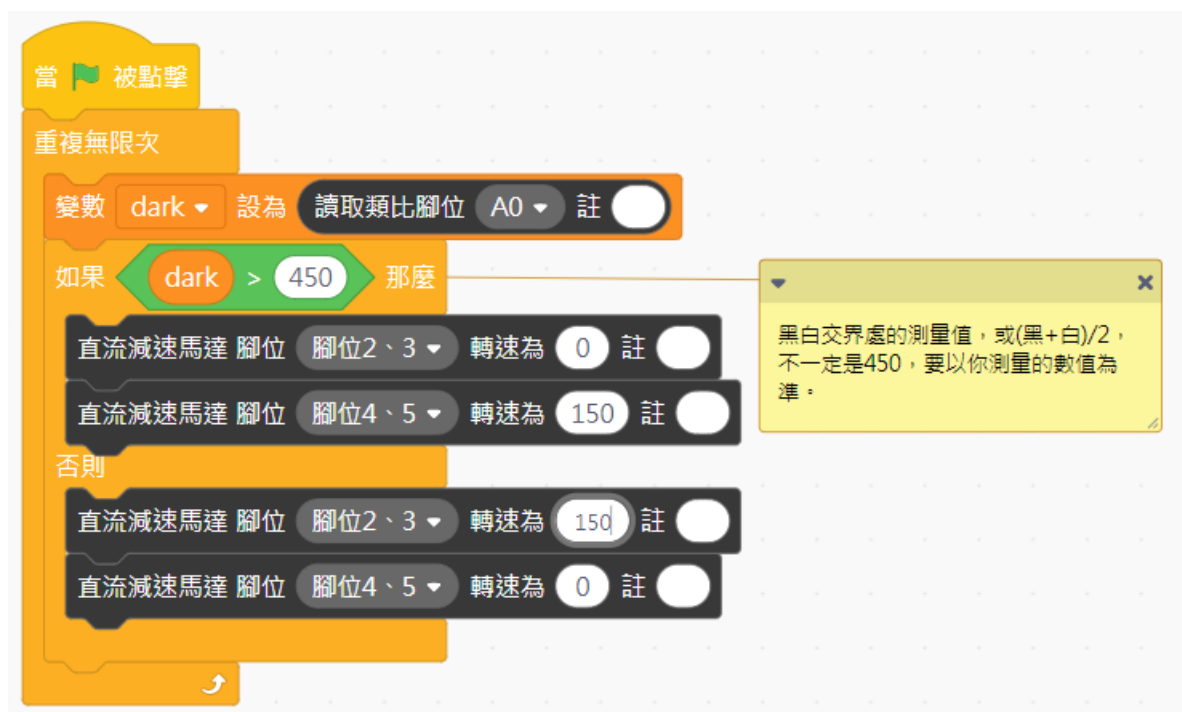 當 被點擊
重複無限次
變數 dark 設為 讀取類比腳位 A0 註
如果 dark > 450 那麼
直流減速馬達 腳位 腳位2、3 轉速為 0 註
直流減速馬達 腳位 腳位4、5 轉速為 150 註
否則
直流減速馬達 腳位 腳位2、3 轉速為 150 註
直流減速馬達 腳位 腳位4、5 轉速為 0 註
黑白交界處的測量值，或(黑+白)/2，
不一定是450，要以你測量的數值為
準。